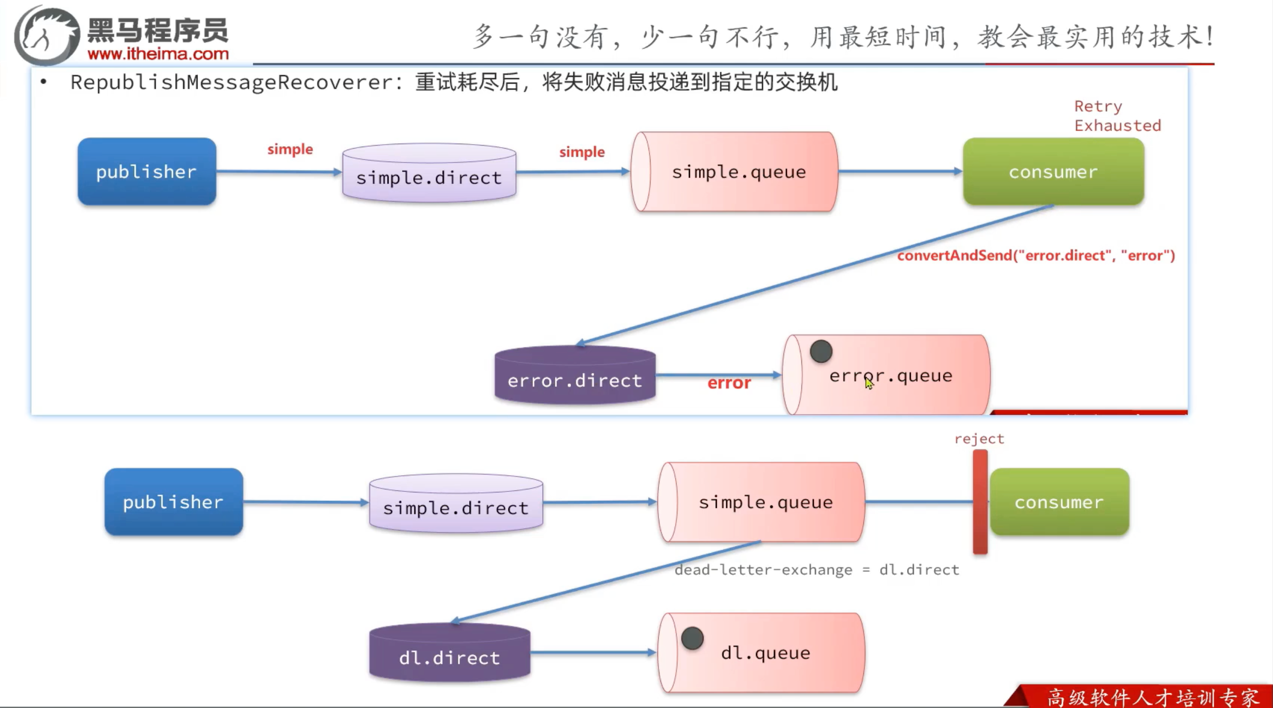 黑马程序员
www.itheima.com
多一句没有，少一句不行，用最短时间，教会最实用的技术！
• RepublishMessageRecoverer：重试耗尽后，将失败消息投递到指定的交换机
Retry
Exhausted
publisher
simple
simple.direct
simple
simple.queue
consumer
convertAndSend("error.direct", "error")
error.direct
error
error.queue
reject
publisher
simple.direct
simple.queue
consumer
dead-letter-exchange = dl.direct
dl.direct
dl.queue
高级软件人才培训专家